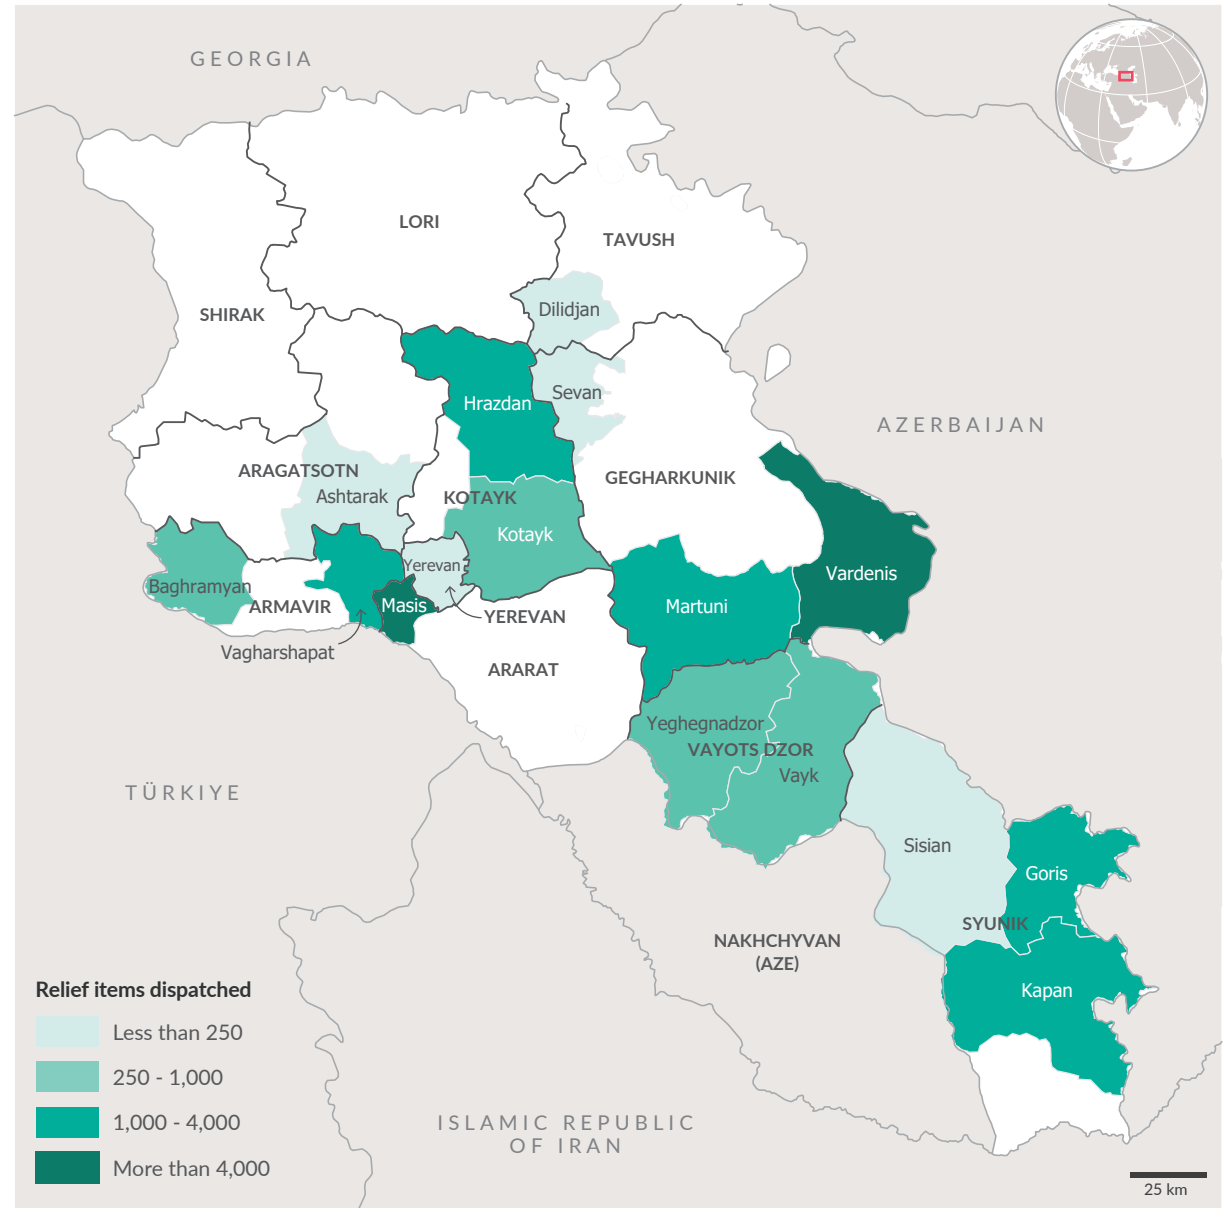 GEORGIA
LORI
TAVUSH
SHIRAK
Dilidjan
Sevan
Hrazdan
AZERBAIJAN
ARAGATSOTN
Ashtarak
KOTAYK
GEGHARKUNIK
Kotayk
Yerevan
Vardenis
Baghramyan
ARMAVIR
Masis
Martuni
YEREVAN
Vagharshapat
ARARAT
Yeghegnadzor
VAYOTS DZOR
Vayk
TÜRKIYE
Sisian
Goris
SYUNIK
NAKHCHYVAN
(AZE)
Kapan
Relief items dispatched
Less than 250
250 - 1,000
1,000 - 4,000
More than 4,000
ISLAMIC REPUBLIC
OF IRAN
25 km